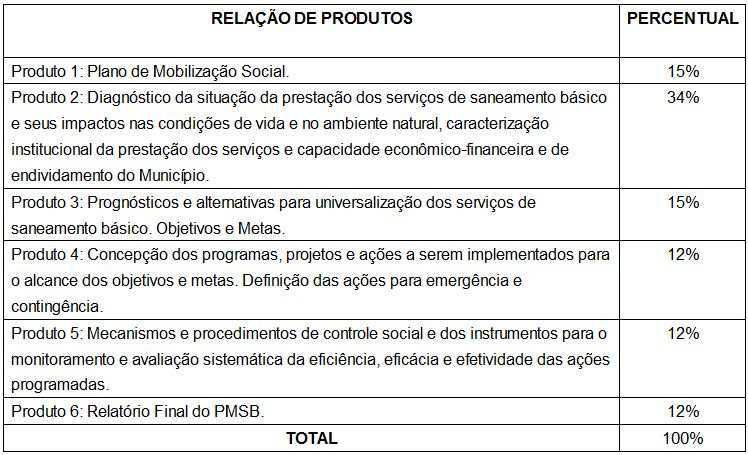 RELAÇÃO DE PRODUTOS PERCENTUAL
Produto 1: Plano de Mobilização Social. 15%
Produto 2: Diagnóstico da situação da prestação dos serviços de saneamento básico 34%
e seus impactos nas condições de vida e no ambiente natural, caracterização
institucional da prestação dos serviços e capacidade econômico-financeira e de
endividamento do Município.
Produto 3: Prognósticos e alternativas para universalização dos serviços de 15%
saneamento básico. Objetivos e Metas.
Produto 4: Concepção dos programas, projetos e ações a serem implementados para 12%
o alcance dos objetivos e metas. Definição das ações para emergência e
contingência.
Produto 5: Mecanismos e procedimentos de controle social e dos instrumentos para o 12%
monitoramento e avaliação sistemática da eficiência, eficácia e efetividade das ações
programadas.
Produto 6: Relatório Final do PMSB. 12%
TOTAL 100%